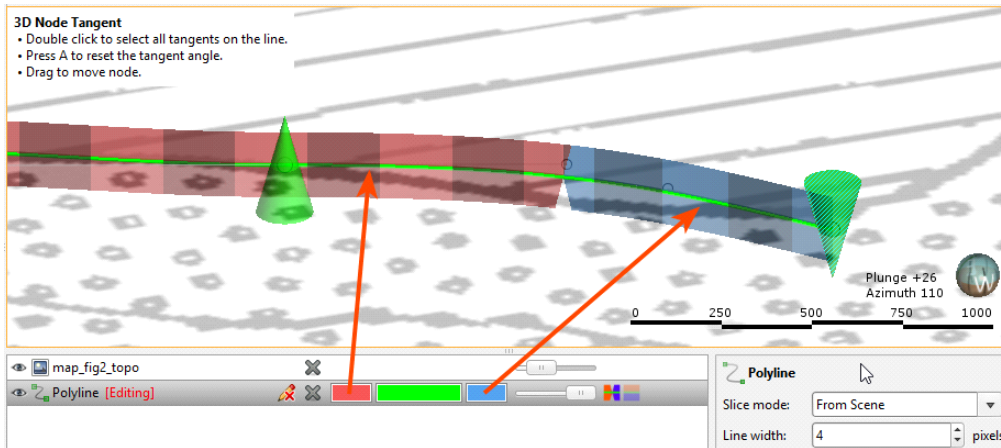 3D Node Tangent
• Double click to select all tangents on the line.
• Press A to reset the tangent angle.
• Drag to move node.
Plunge +26
Azimuth 110
W
0 250 500 750 1000
map_fig2_topo
Polyline [Editing]
Polyline
Slice mode: From Scene
Line width: 4 pixels